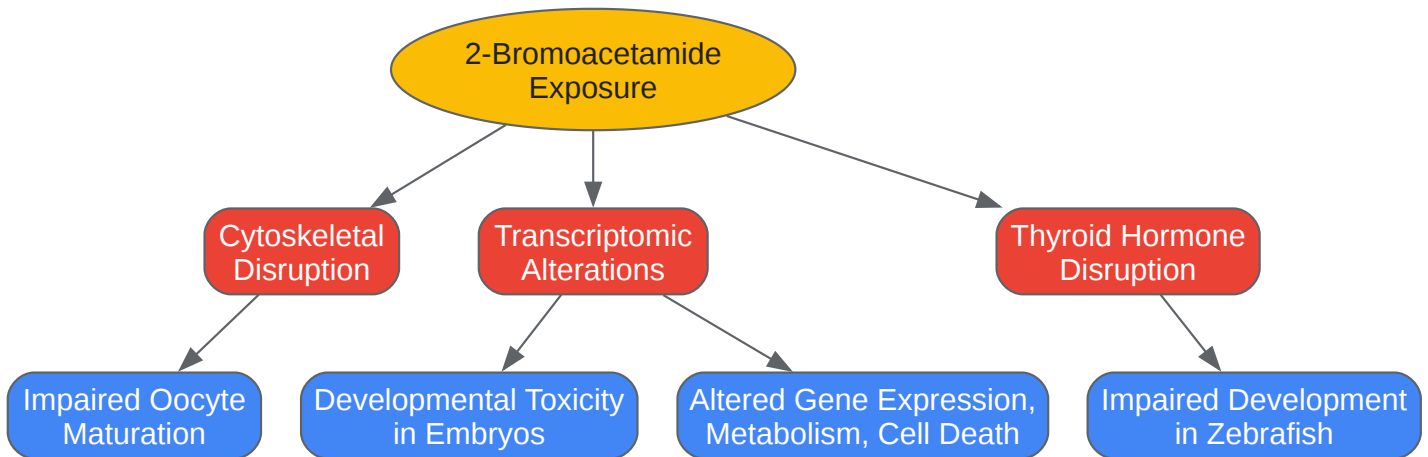 2-Bromoacetamide
Exposure
Cytoskeletal
Disruption
Transcriptomic
Alterations
Thyroid Hormone
Disruption
Impaired Oocyte
Maturation
Developmental Toxicity
in Embryos
Altered Gene Expression,
Metabolism, Cell Death
Impaired Development
in Zebrafish